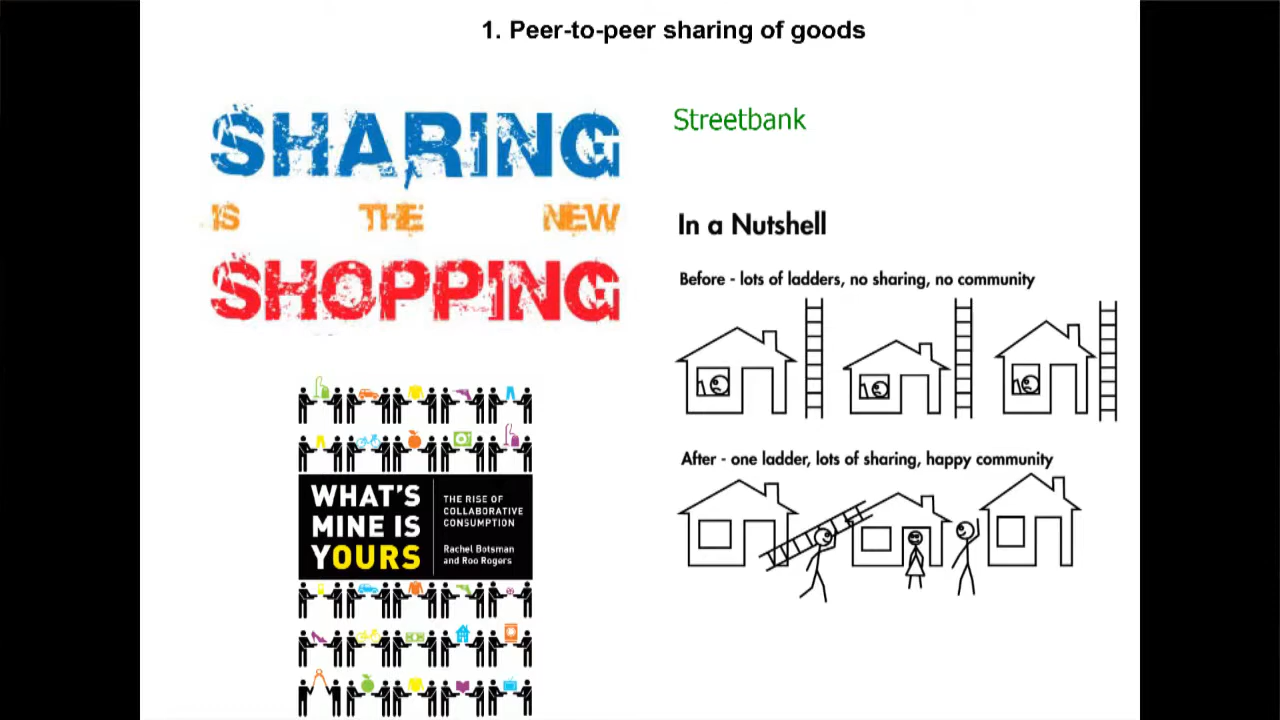 1. Peer-to-peer sharing of goods
SHARING
IS THE NEW
SHOPPING
Streetbank
In a Nutshell
Before - lots of ladders, no sharing, no community
After - one ladder, lots of sharing, happy community
WHAT'S
MINE IS
YOURS
THE RISE OF
COLLABORATIVE
CONSUMPTION
Rachel Botsman
and Roo Rogers